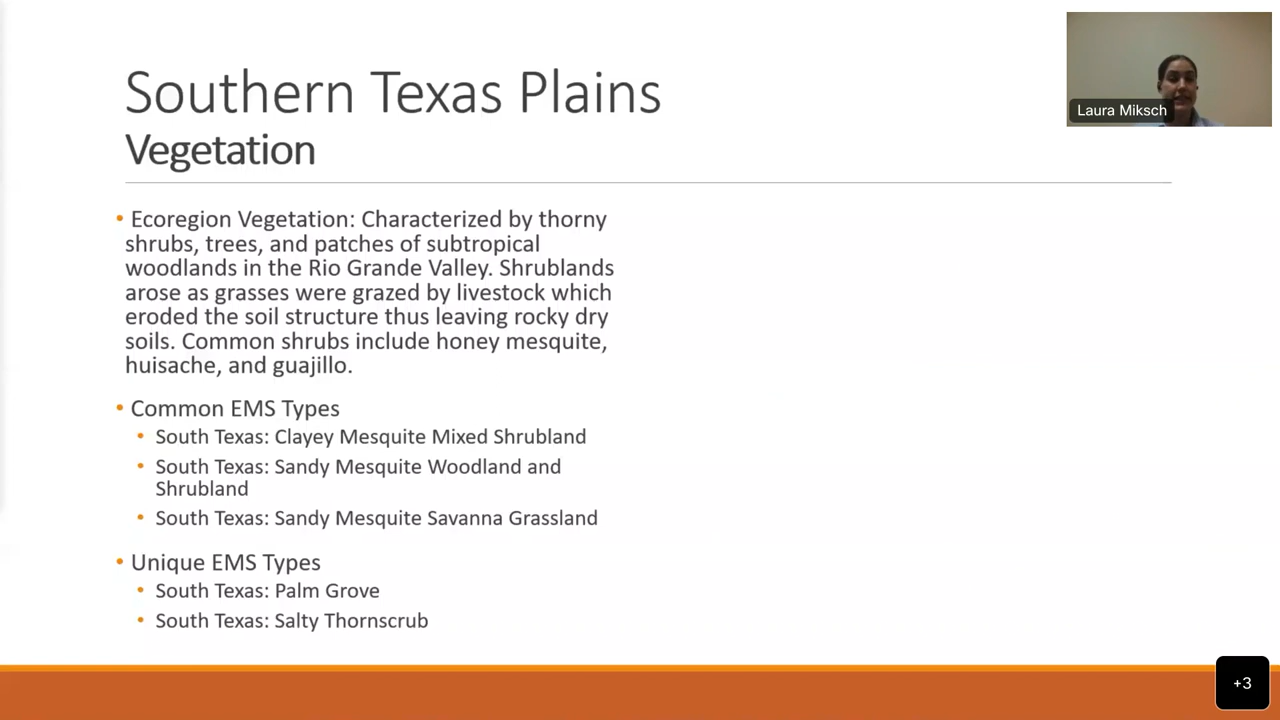 Southern Texas Plains
Vegetation
Laura Miksch
• Ecoregion Vegetation: Characterized by thorny
shrubs, trees, and patches of subtropical
woodlands in the Rio Grande Valley. Shrublands
arose as grasses were grazed by livestock which
eroded the soil structure thus leaving rocky dry
soils. Common shrubs include honey mesquite,
huisache, and guajillo.
• Common EMS Types
• South Texas: Clayey Mesquite Mixed Shrubland
• South Texas: Sandy Mesquite Woodland and
Shrubland
• South Texas: Sandy Mesquite Savanna Grassland
• Unique EMS Types
• South Texas: Palm Grove
• South Texas: Salty Thornscrub
+3